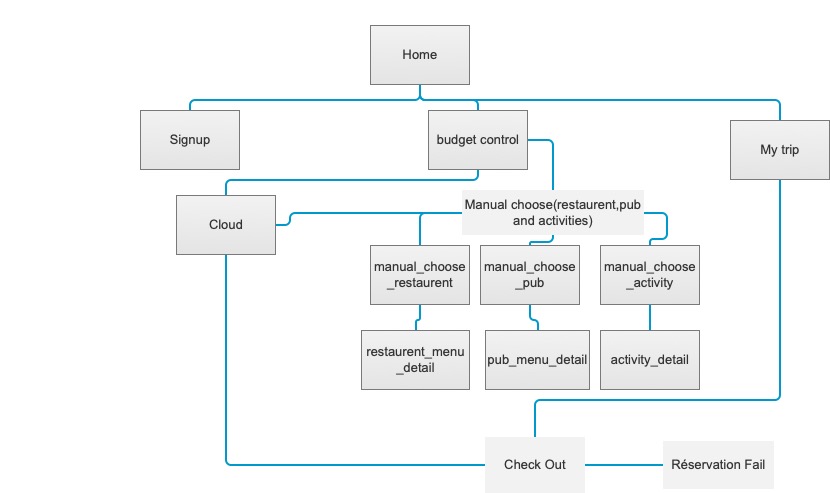 Home
Signup
budget control
My trip
Manual choose(restaurent,pub
and activities)
Cloud
manual_choose
_restaurent
manual_choose
_pub
manual_choose
_activity
restaurent_menu
_detail
pub_menu_detail
activity_detail
Check Out
Réservation Fail